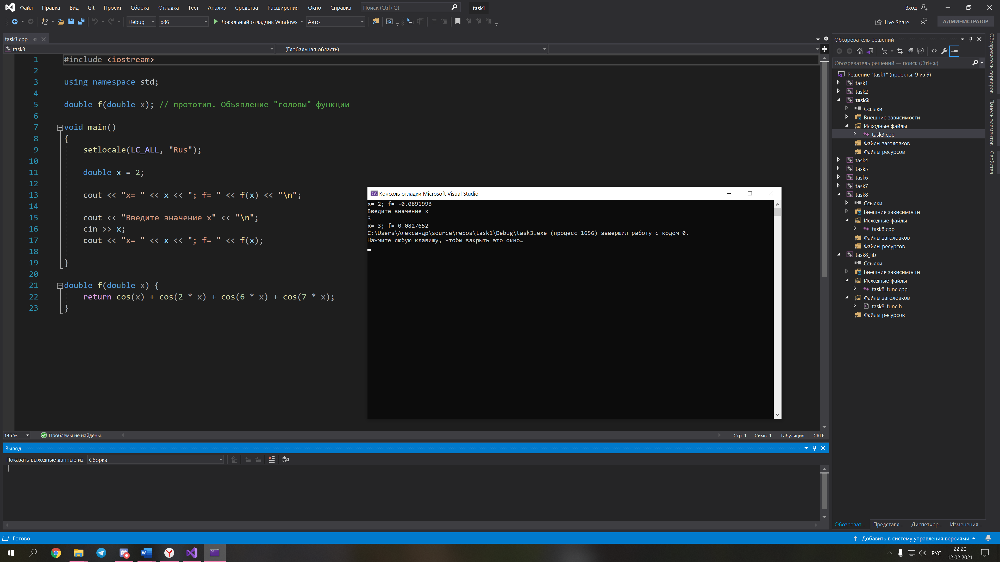 Файл Правка Вид Git Проект Сборка Отладка Тест Анализ Средства Расширения Окно Справка Поиск (Ctrl+Q) task1 Вход
Debug x86 Локальный отладчик Windows Авто Live Share АДМИНИСТРАТОР
task3.cpp
task3 (Глобальная область)
1 #include <iostream>
2
3 using namespace std;
4
5 double f(double x); // прототип. Объявление "головы" функции
6
7 void main()
8 {
9 setlocale(LC_ALL, "Rus");
10
11 double x = 2;
12
13 cout << "x= " << x << "; f= " << f(x) << "\n";
14
15 cout << "Введите значение x" << "\n";
16 cin >> x;
17 cout << "x= " << x << "; f= " << f(x);
18
19 }
20
21 double f(double x) {
22 return cos(x) + cos(2 * x) + cos(6 * x) + cos(7 * x);
23 }
Консоль отладки Microsoft Visual Studio
x= 2; f= -0.0891993
Введите значение x
3
x= 3; f= 0.0827652
C:\Users\Александр\source\repos\task1\Debug\task3.exe (процесс 1656) завершил работу с кодом 0.
Нажмите любую клавишу, чтобы закрыть это окно…
146 % Проблемы не найдены. Стр: 1 Симв: 1 Табуляция CRLF
Вывод
Показать выходные данные из: Сборка
Обозреватель решений
Обозреватель решений — поиск (Ctrl+ж)
Решение "task1" (проекты: 9 из 9)
task1
task2
task3
Ссылки
Внешние зависимости
Исходные файлы
task3.cpp
Файлы заголовков
Файлы ресурсов
task4
task5
task6
task7
task8
Ссылки
Внешние зависимости
Исходные файлы
task8.cpp
Файлы заголовков
Файлы ресурсов
task8_lib
Ссылки
Внешние зависимости
Исходные файлы
task8_func.cpp
Файлы заголовков
task8_func.h
Файлы ресурсов
Обозреват... Представл... Диспетчер... Изменения...
Обозреватель серверов
Панель элементов
Свойства
Готово Добавить в систему управления версиями
РУС 22:20
12.02.2021